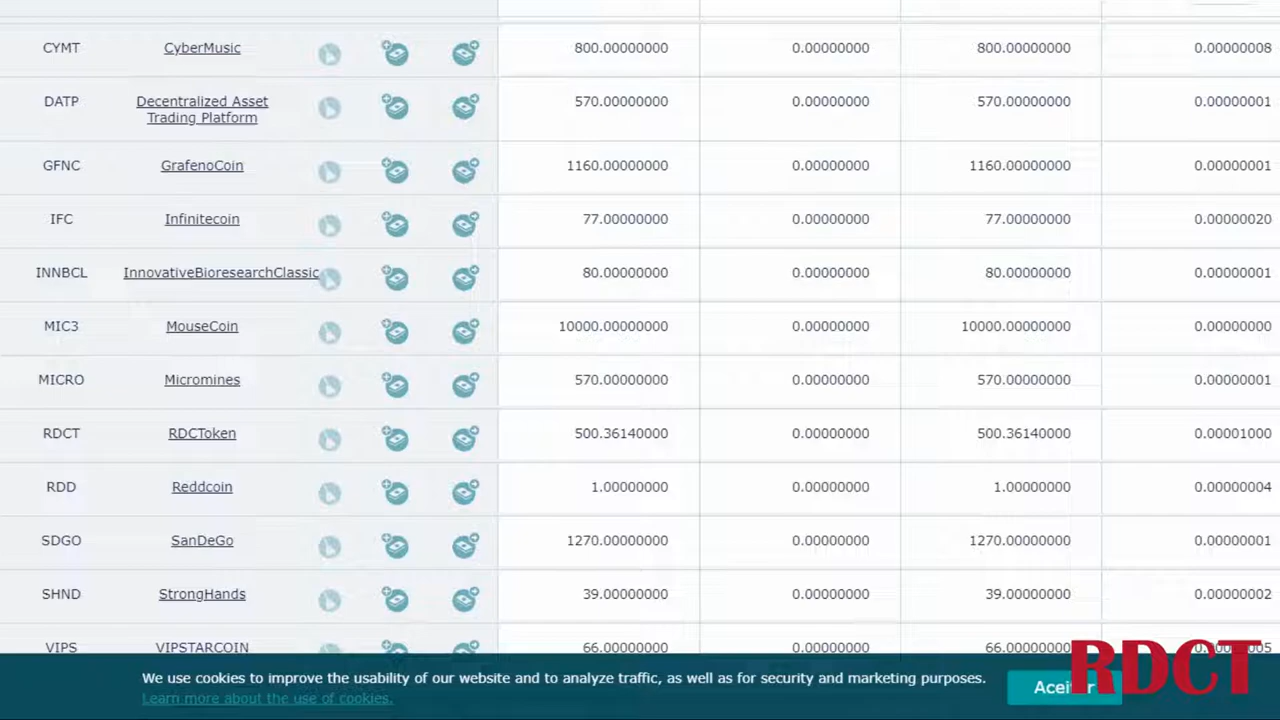 CYMT CyberMusic 800.00000000 0.00000000 800.00000000 0.00000008
DATP Decentralized Asset Trading Platform 570.00000000 0.00000000 570.00000000 0.00000001
GFNC GrafenoCoin 1160.00000000 0.00000000 1160.00000000 0.00000001
IFC Infinitecoin 77.00000000 0.00000000 77.00000000 0.00000020
INNBCL InnovativeBioresearchClassic 80.00000000 0.00000000 80.00000000 0.00000001
MIC3 MouseCoin 10000.00000000 0.00000000 10000.00000000 0.00000000
MICRO Micromines 570.00000000 0.00000000 570.00000000 0.00000001
RDCT RDCToken 500.36140000 0.00000000 500.36140000 0.00001000
RDD Reddcoin 1.00000000 0.00000000 1.00000000 0.00000004
SDGO SanDeGo 1270.00000000 0.00000000 1270.00000000 0.00000001
SHND StrongHands 39.00000000 0.00000000 39.00000000 0.00000002
VIPS VIPSTARCOIN 66.00000000 0.00000000 66.00000000
We use cookies to improve the usability of our website and to analyze traffic, as well as for security and marketing purposes.
Learn more about the use of cookies.
RDCT